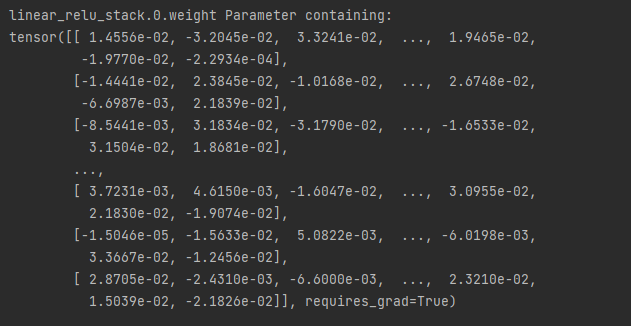 linear_relu_stack.0.weight Parameter containing:
tensor([[ 1.4556e-02, -3.2045e-02,  3.3241e-02,  ...,  1.9465e-02,
         -1.9770e-02, -2.2934e-04],
        [-1.4441e-02,  2.3845e-02, -1.0168e-02,  ...,  2.6748e-02,
         -6.6987e-03,  2.1839e-02],
        [-8.5441e-03,  3.1834e-02, -3.1790e-02,  ..., -1.6533e-02,
          3.1504e-02,  1.8681e-02],
        ...,
        [ 3.7231e-03,  4.6150e-03, -1.6047e-02,  ...,  3.0955e-02,
          2.1830e-02, -1.9074e-02],
        [-1.5046e-05, -1.5633e-02,  5.0822e-03,  ..., -6.0198e-03,
          3.3667e-02, -1.2456e-02],
        [ 2.8705e-02, -2.4310e-03, -6.6000e-03,  ...,  2.3210e-02,
          1.5039e-02, -2.1826e-02]], requires_grad=True)